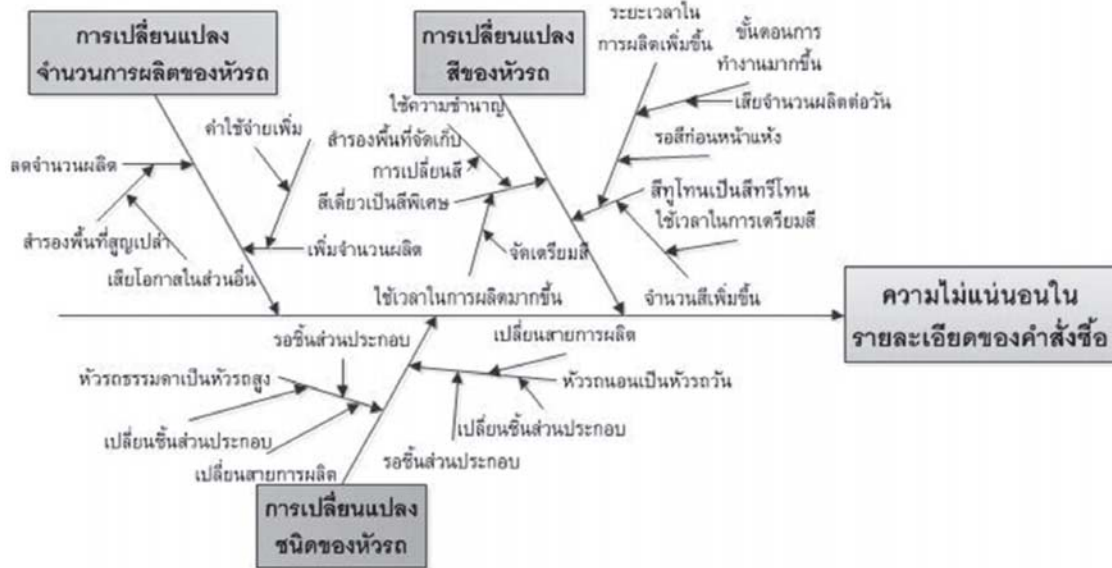 การเปลี่ยนแปลง
จำนวนการผลิตของหัวรถ
การเปลี่ยนแปลง
สีของหัวรถ
ระยะเวลาใน
การผลิตเพิ่มขึ้น
ขั้นตอนการ
ทำงานมากขึ้น
เสียจำนวนผลิตต่อวัน
รอสีก่อนหน้าแห้ง
ใช้ความชำนาญ
สำรองพื้นที่จัดเก็บ
การเปลี่ยนสี
สีเดี่ยวเป็นสีพิเศษ
ค่าใช้จ่ายเพิ่ม
ลดจำนวนผลิต
สำรองพื้นที่สูญเปล่า
เสียโอกาสในส่วนอื่น
เพิ่มจำนวนผลิต
จัดเตรียมสี
ใช้เวลาในการผลิตมากขึ้น
สีทูโทนเป็นสีทรีโทน
ใช้เวลาในการเตรียมสี
จำนวนสีเพิ่มขึ้น
ความไม่แน่นอนใน
รายละเอียดของคำสั่งซื้อ
รอชิ้นส่วนประกอบ
เปลี่ยนสายการผลิต
หัวรถธรรมดาเป็นหัวรถสูง
หัวรถนอนเป็นหัวรถวัน
เปลี่ยนชิ้นส่วนประกอบ
เปลี่ยนชิ้นส่วนประกอบ
เปลี่ยนสายการผลิต
รอชิ้นส่วนประกอบ
การเปลี่ยนแปลง
ชนิดของหัวรถ